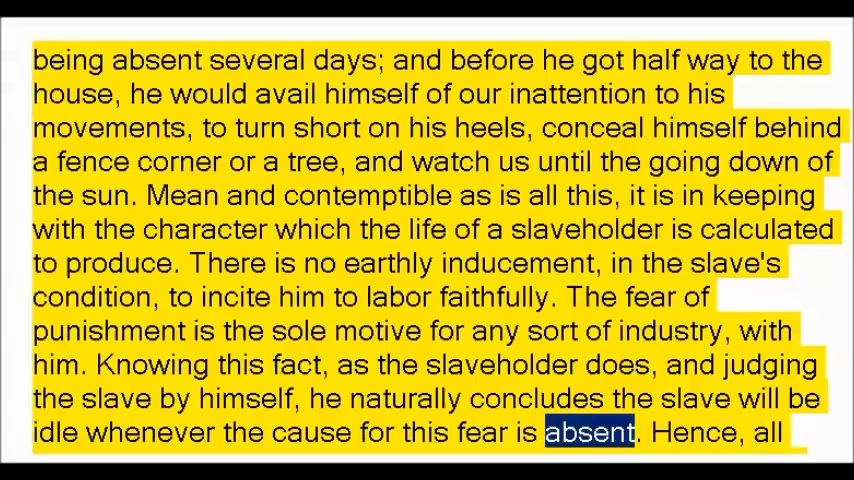 being absent several days; and before he got half way to the
house, he would avail himself of our inattention to his
movements, to turn short on his heels, conceal himself behind
a fence corner or a tree, and watch us until the going down of
the sun. Mean and contemptible as is all this, it is in keeping
with the character which the life of a slaveholder is calculated
to produce. There is no earthly inducement, in the slave's
condition, to incite him to labor faithfully. The fear of
punishment is the sole motive for any sort of industry, with
him. Knowing this fact, as the slaveholder does, and judging
the slave by himself, he naturally concludes the slave will be
idle whenever the cause for this fear is absent. Hence, all